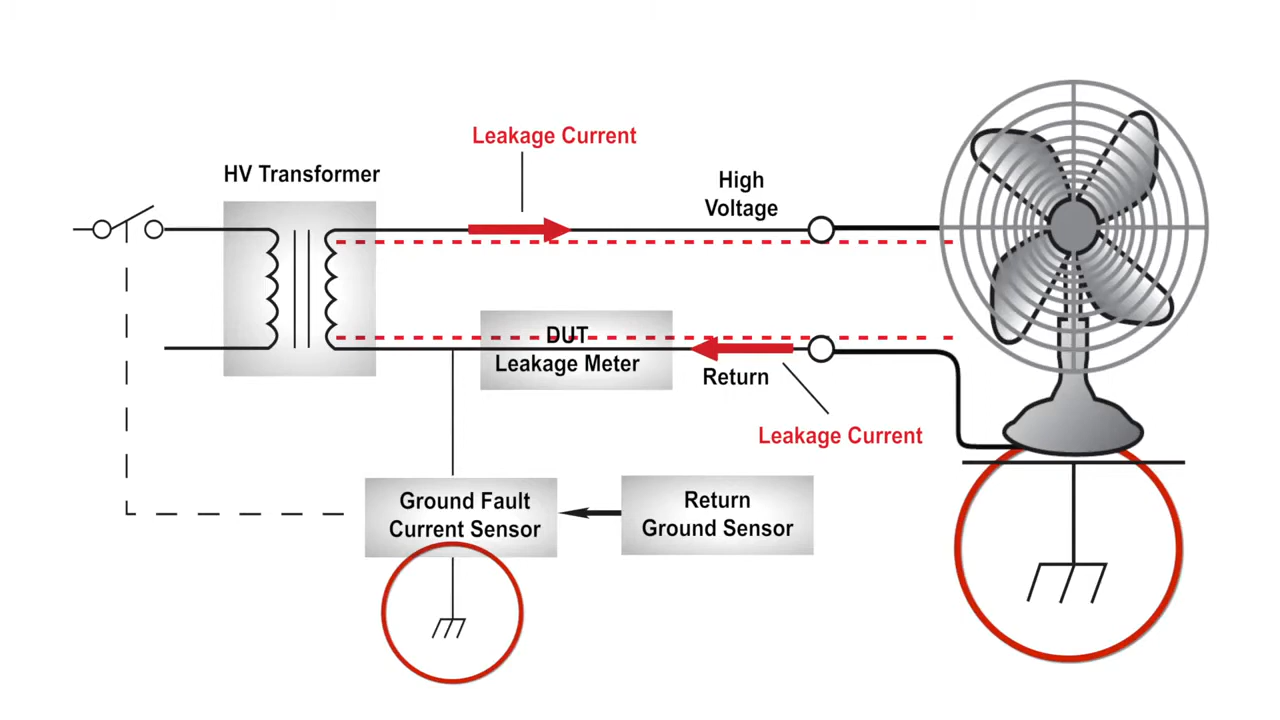 Leakage Current
HV Transformer
High
Voltage
DUT
Leakage Meter
Return
Leakage Current
Ground Fault
Current Sensor
Return
Ground Sensor